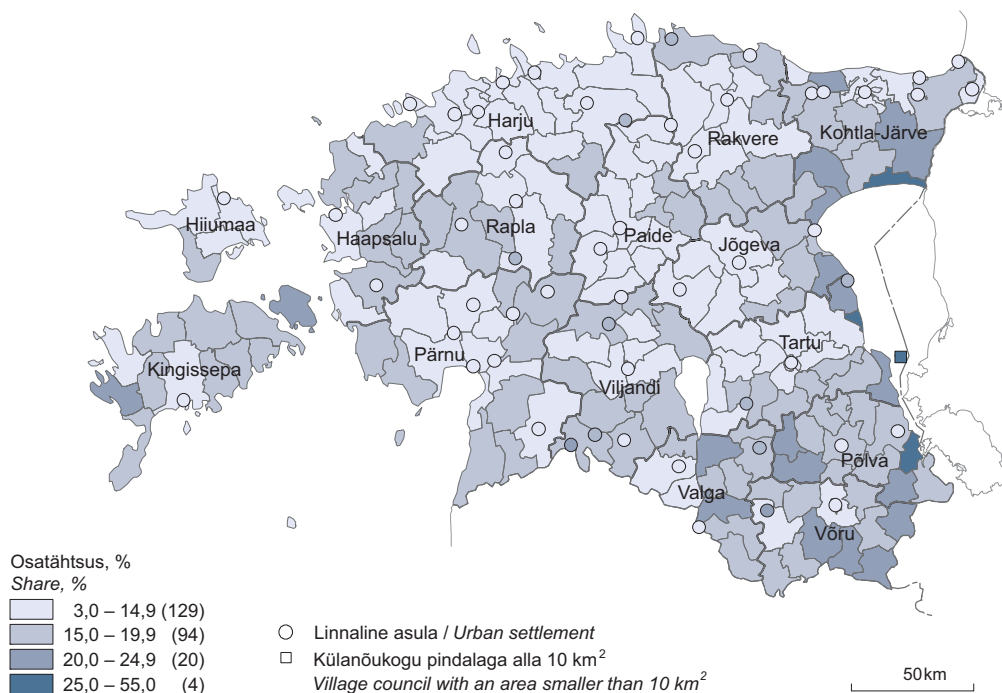 Harju
Rakvere
Kohtla-Järve
Hiiumaa
Haapsalu
Rapla
Paide
Jõgeva
Kingissepa
Pärnu
Viljandi
Tartu
Valga
Põlva
Võru
Osatähtsus, %
Share, %
3,0 – 14,9 (129)
15,0 – 19,9 (94)
20,0 – 24,9 (20)
25,0 – 55,0 (4)
Linnaline asula / Urban settlement
Külanõukogu pindalaga alla 10 km²
Village council with an area smaller than 10 km²
50 km